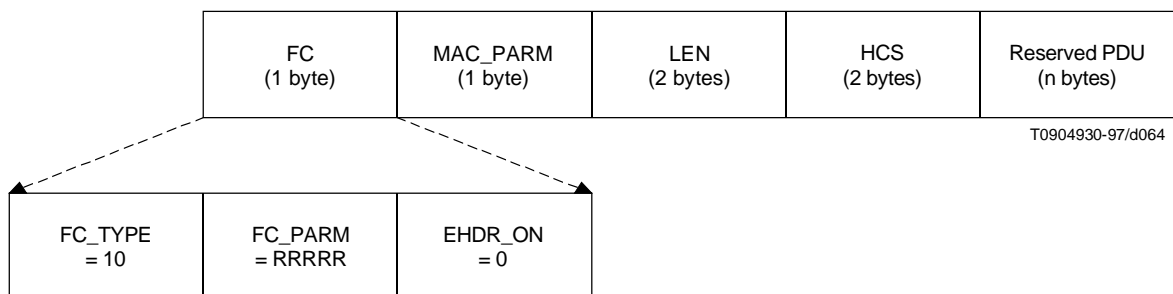 FC
(1 byte)
MAC_PARM
(1 byte)
LEN
(2 bytes)
HCS
(2 bytes)
Reserved PDU
(n bytes)
T0904930-97/d064
FC_TYPE
= 10
FC_PARM
= RRRRR
EHDR_ON
= 0